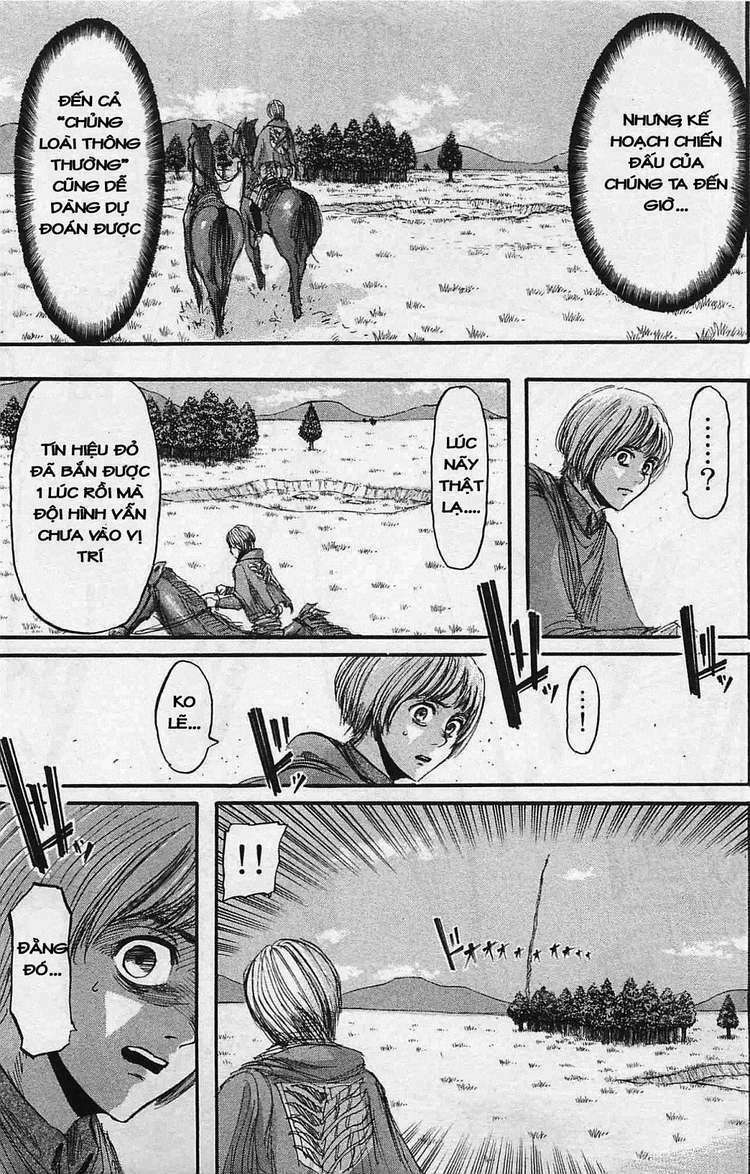 NHƯNG, KẾ
HOẠCH CHIẾN
ĐẤU CỦA
CHÚNG TA ĐẾN
GIỜ...
ĐẾN CẢ
"CHỦNG
LOÀI THÔNG
THƯỜNG"
CŨNG DỄ
DÀNG DỰ
ĐOÁN ĐƯỢC
........?
LÚC
NÃY
THẬT
LẠ....
TÍN HIỆU ĐỎ
ĐÃ BẮN ĐƯỢC
1 LÚC RỒI MÀ
ĐỘI HÌNH VẪN
CHƯA VÀO VỊ
TRÍ
.....!
KO
LẼ...
!!
ĐẰNG
ĐÓ...